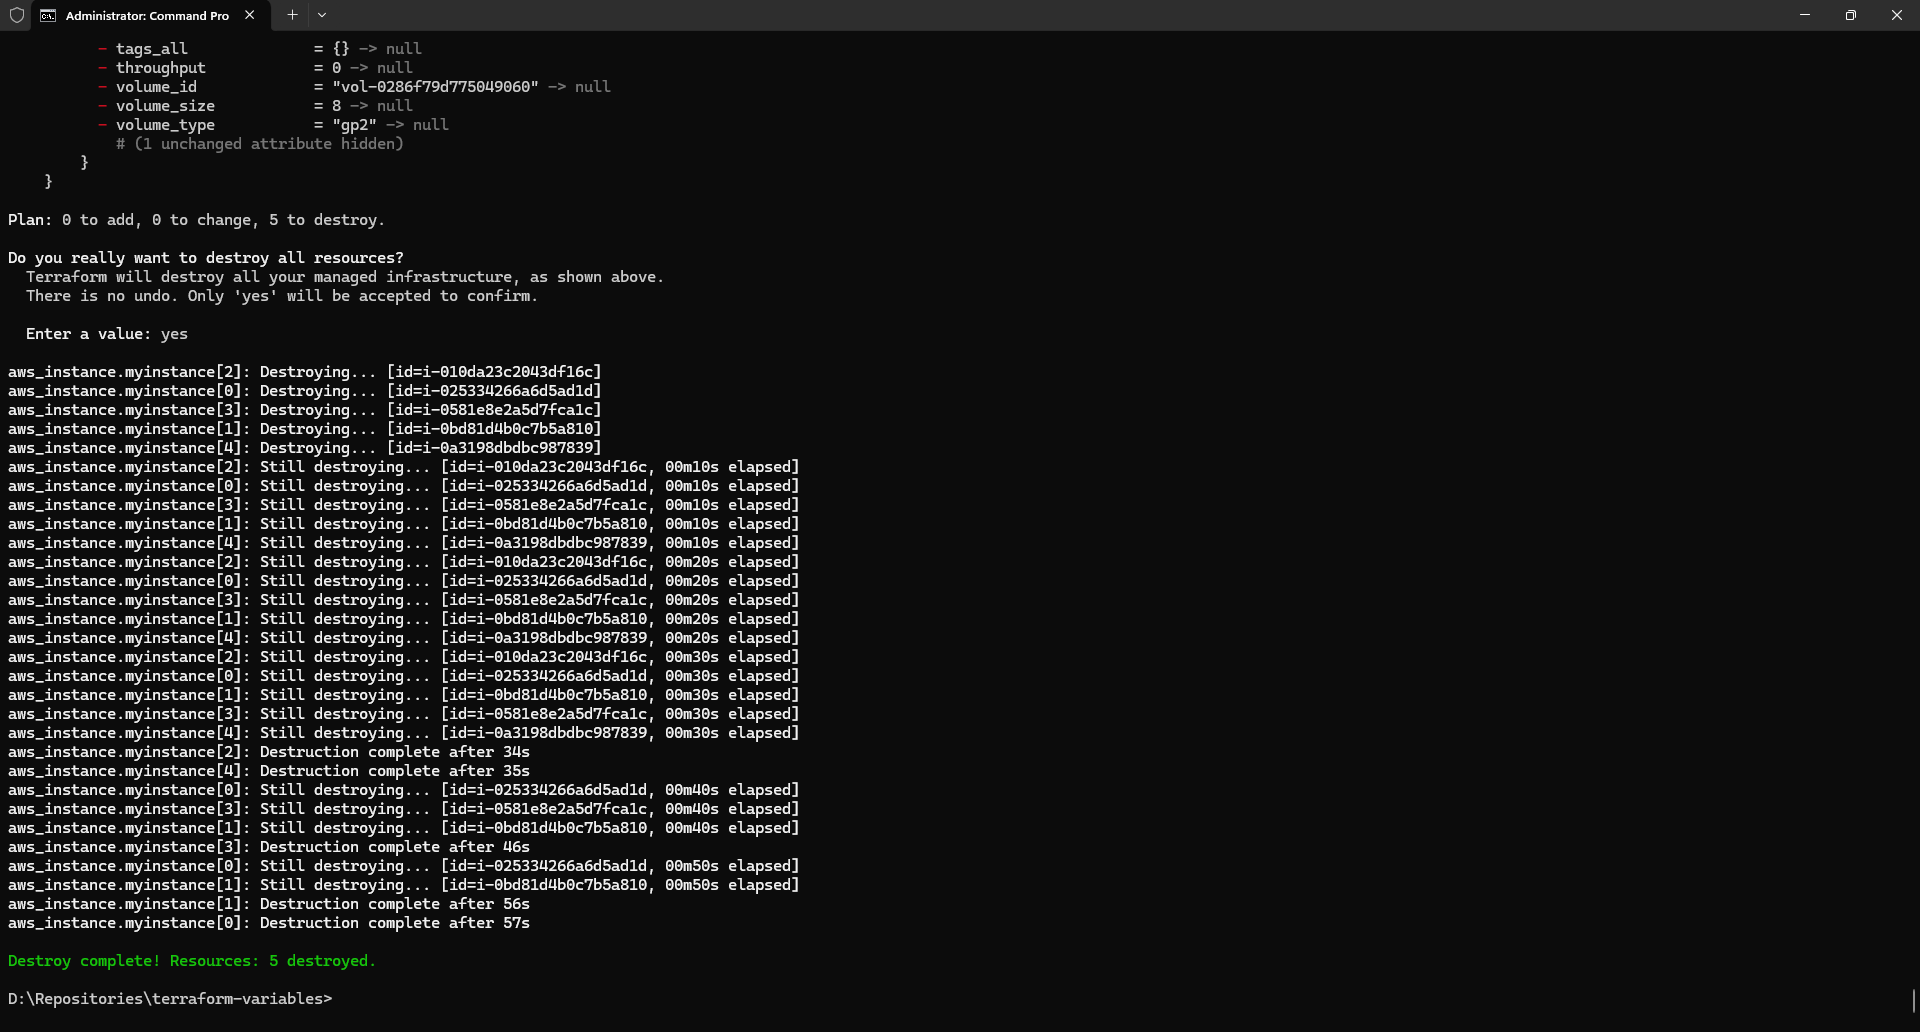 Administrator: Command Pro
- tags_all = {} -> null
- throughput = 0 -> null
- volume_id = "vol-0286f79d775049060" -> null
- volume_size = 8 -> null
- volume_type = "gp2" -> null
# (1 unchanged attribute hidden)
}
}
Plan: 0 to add, 0 to change, 5 to destroy.
Do you really want to destroy all resources?
Terraform will destroy all your managed infrastructure, as shown above.
There is no undo. Only 'yes' will be accepted to confirm.
Enter a value: yes
aws_instance.myinstance[2]: Destroying... [id=i-010da23c2043df16c]
aws_instance.myinstance[0]: Destroying... [id=i-025334266a6d5ad1d]
aws_instance.myinstance[3]: Destroying... [id=i-0581e8e2a5d7fca1c]
aws_instance.myinstance[1]: Destroying... [id=i-0bd81d4b0c7b5a810]
aws_instance.myinstance[4]: Destroying... [id=i-0a3198dbdbc987839]
aws_instance.myinstance[2]: Still destroying... [id=i-010da23c2043df16c, 00m10s elapsed]
aws_instance.myinstance[0]: Still destroying... [id=i-025334266a6d5ad1d, 00m10s elapsed]
aws_instance.myinstance[3]: Still destroying... [id=i-0581e8e2a5d7fca1c, 00m10s elapsed]
aws_instance.myinstance[1]: Still destroying... [id=i-0bd81d4b0c7b5a810, 00m10s elapsed]
aws_instance.myinstance[4]: Still destroying... [id=i-0a3198dbdbc987839, 00m10s elapsed]
aws_instance.myinstance[2]: Still destroying... [id=i-010da23c2043df16c, 00m20s elapsed]
aws_instance.myinstance[0]: Still destroying... [id=i-025334266a6d5ad1d, 00m20s elapsed]
aws_instance.myinstance[3]: Still destroying... [id=i-0581e8e2a5d7fca1c, 00m20s elapsed]
aws_instance.myinstance[1]: Still destroying... [id=i-0bd81d4b0c7b5a810, 00m20s elapsed]
aws_instance.myinstance[4]: Still destroying... [id=i-0a3198dbdbc987839, 00m20s elapsed]
aws_instance.myinstance[2]: Still destroying... [id=i-010da23c2043df16c, 00m30s elapsed]
aws_instance.myinstance[0]: Still destroying... [id=i-025334266a6d5ad1d, 00m30s elapsed]
aws_instance.myinstance[1]: Still destroying... [id=i-0bd81d4b0c7b5a810, 00m30s elapsed]
aws_instance.myinstance[3]: Still destroying... [id=i-0581e8e2a5d7fca1c, 00m30s elapsed]
aws_instance.myinstance[4]: Still destroying... [id=i-0a3198dbdbc987839, 00m30s elapsed]
aws_instance.myinstance[2]: Destruction complete after 34s
aws_instance.myinstance[4]: Destruction complete after 35s
aws_instance.myinstance[0]: Still destroying... [id=i-025334266a6d5ad1d, 00m40s elapsed]
aws_instance.myinstance[3]: Still destroying... [id=i-0581e8e2a5d7fca1c, 00m40s elapsed]
aws_instance.myinstance[1]: Still destroying... [id=i-0bd81d4b0c7b5a810, 00m40s elapsed]
aws_instance.myinstance[3]: Destruction complete after 46s
aws_instance.myinstance[0]: Still destroying... [id=i-025334266a6d5ad1d, 00m50s elapsed]
aws_instance.myinstance[1]: Still destroying... [id=i-0bd81d4b0c7b5a810, 00m50s elapsed]
aws_instance.myinstance[1]: Destruction complete after 56s
aws_instance.myinstance[0]: Destruction complete after 57s
Destroy complete! Resources: 5 destroyed.
D:\Repositories\terraform-variables>